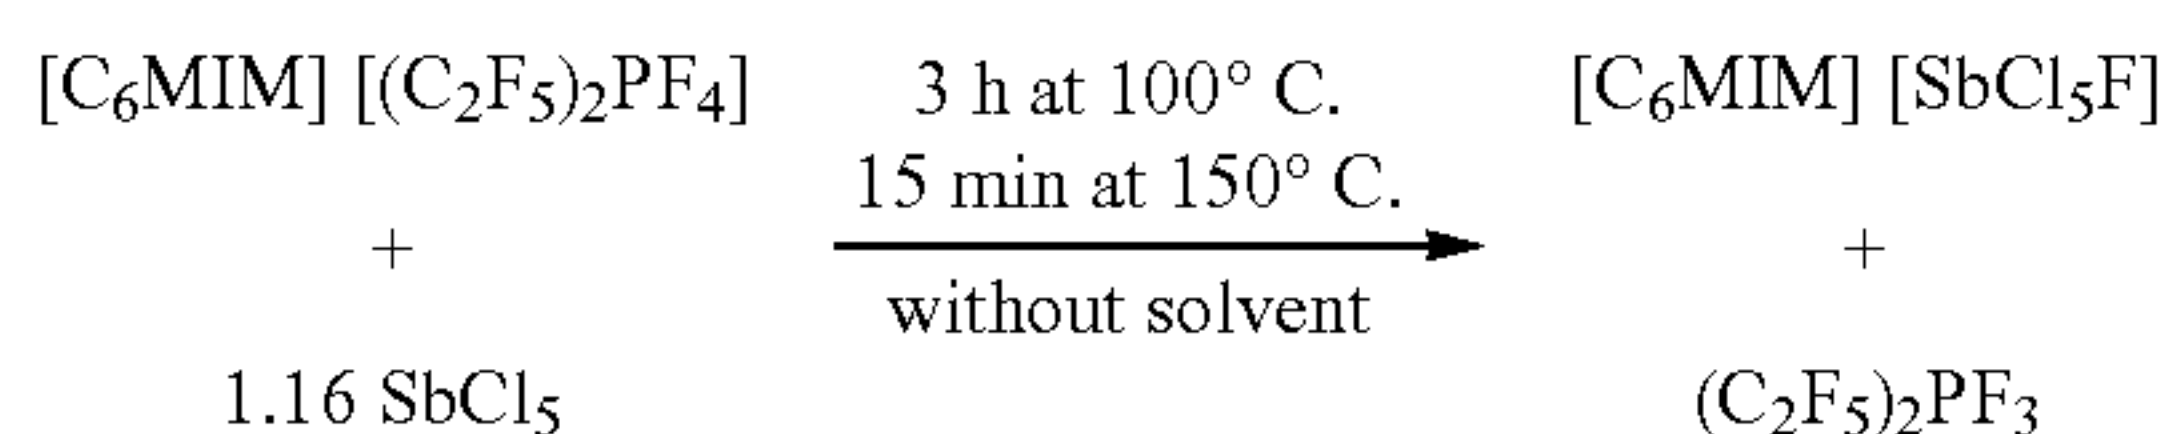 [C₆MIM] [(C₂F₅)₂PF₄]
+
1.16 SbCl₅
3 h at 100° C.
15 min at 150° C.
without solvent
[C₆MIM] [SbCl₅F]
+
(C₂F₅)₂PF₃